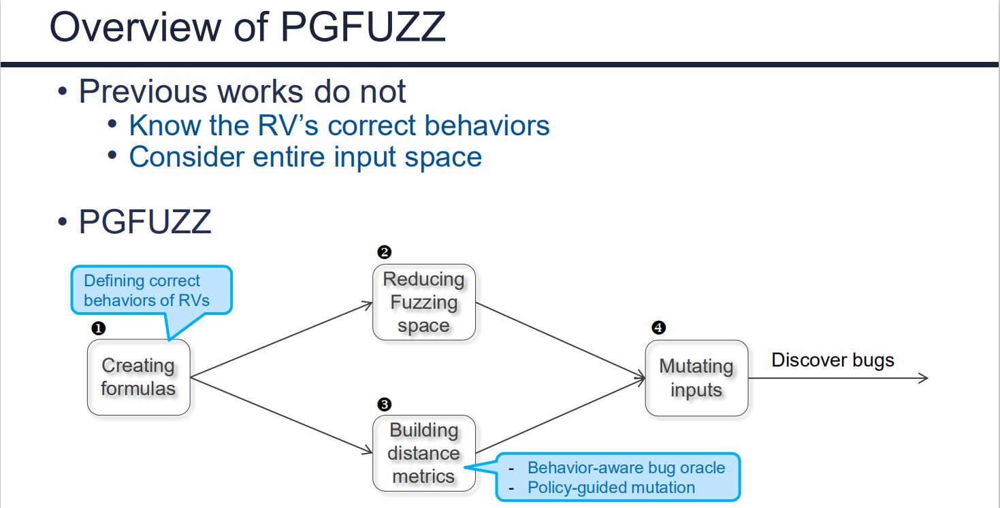 Overview of PGFUZZ
• Previous works do not
• Know the RV’s correct behaviors
• Consider entire input space
• PGFUZZ
Defining correct
behaviors of RVs
❶
Creating
formulas
❷
Reducing
Fuzzing
space
❸
Building
distance
metrics
- Behavior-aware bug oracle
- Policy-guided mutation
❹
Mutating
inputs
Discover bugs